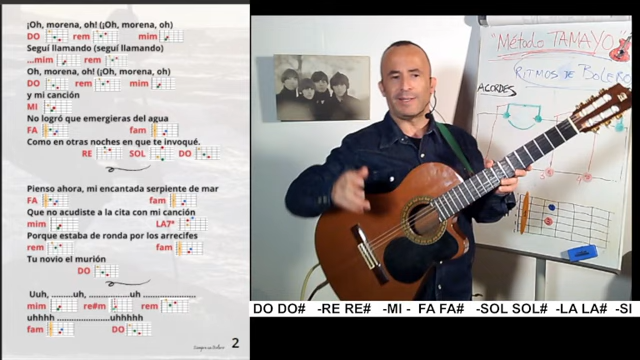 ¡Oh, morena, oh! (¡Oh, morena, oh)
DO rem mim
Seguí llamando (seguí llamando)
...mim rem
Oh, morena, oh! (¡Oh, morena, oh)
DO rem mim
y mi canción
MI
No logró que emergieras del agua
FA fam
Como en otras noches en que te invoqué.
RE SOL DO
Pienso ahora, mi encantada serpiente de mar
FA fam
Que no acudiste a la cita con mi canción
mim LA7*
Porque estaba de ronda por los arrecifes
rem fam
Tu novio el murión
DO
Uuh, .......uh, .............uh .................
mim re#m rem
uhhhh .................uhhhhh
fam DO
2
"Método TAMAYO"
RITMOS DE BOLERO
ACORDES
DO DO# -RE RE# -MI - FA FA# -SOL SOL# -LA LA# -SI